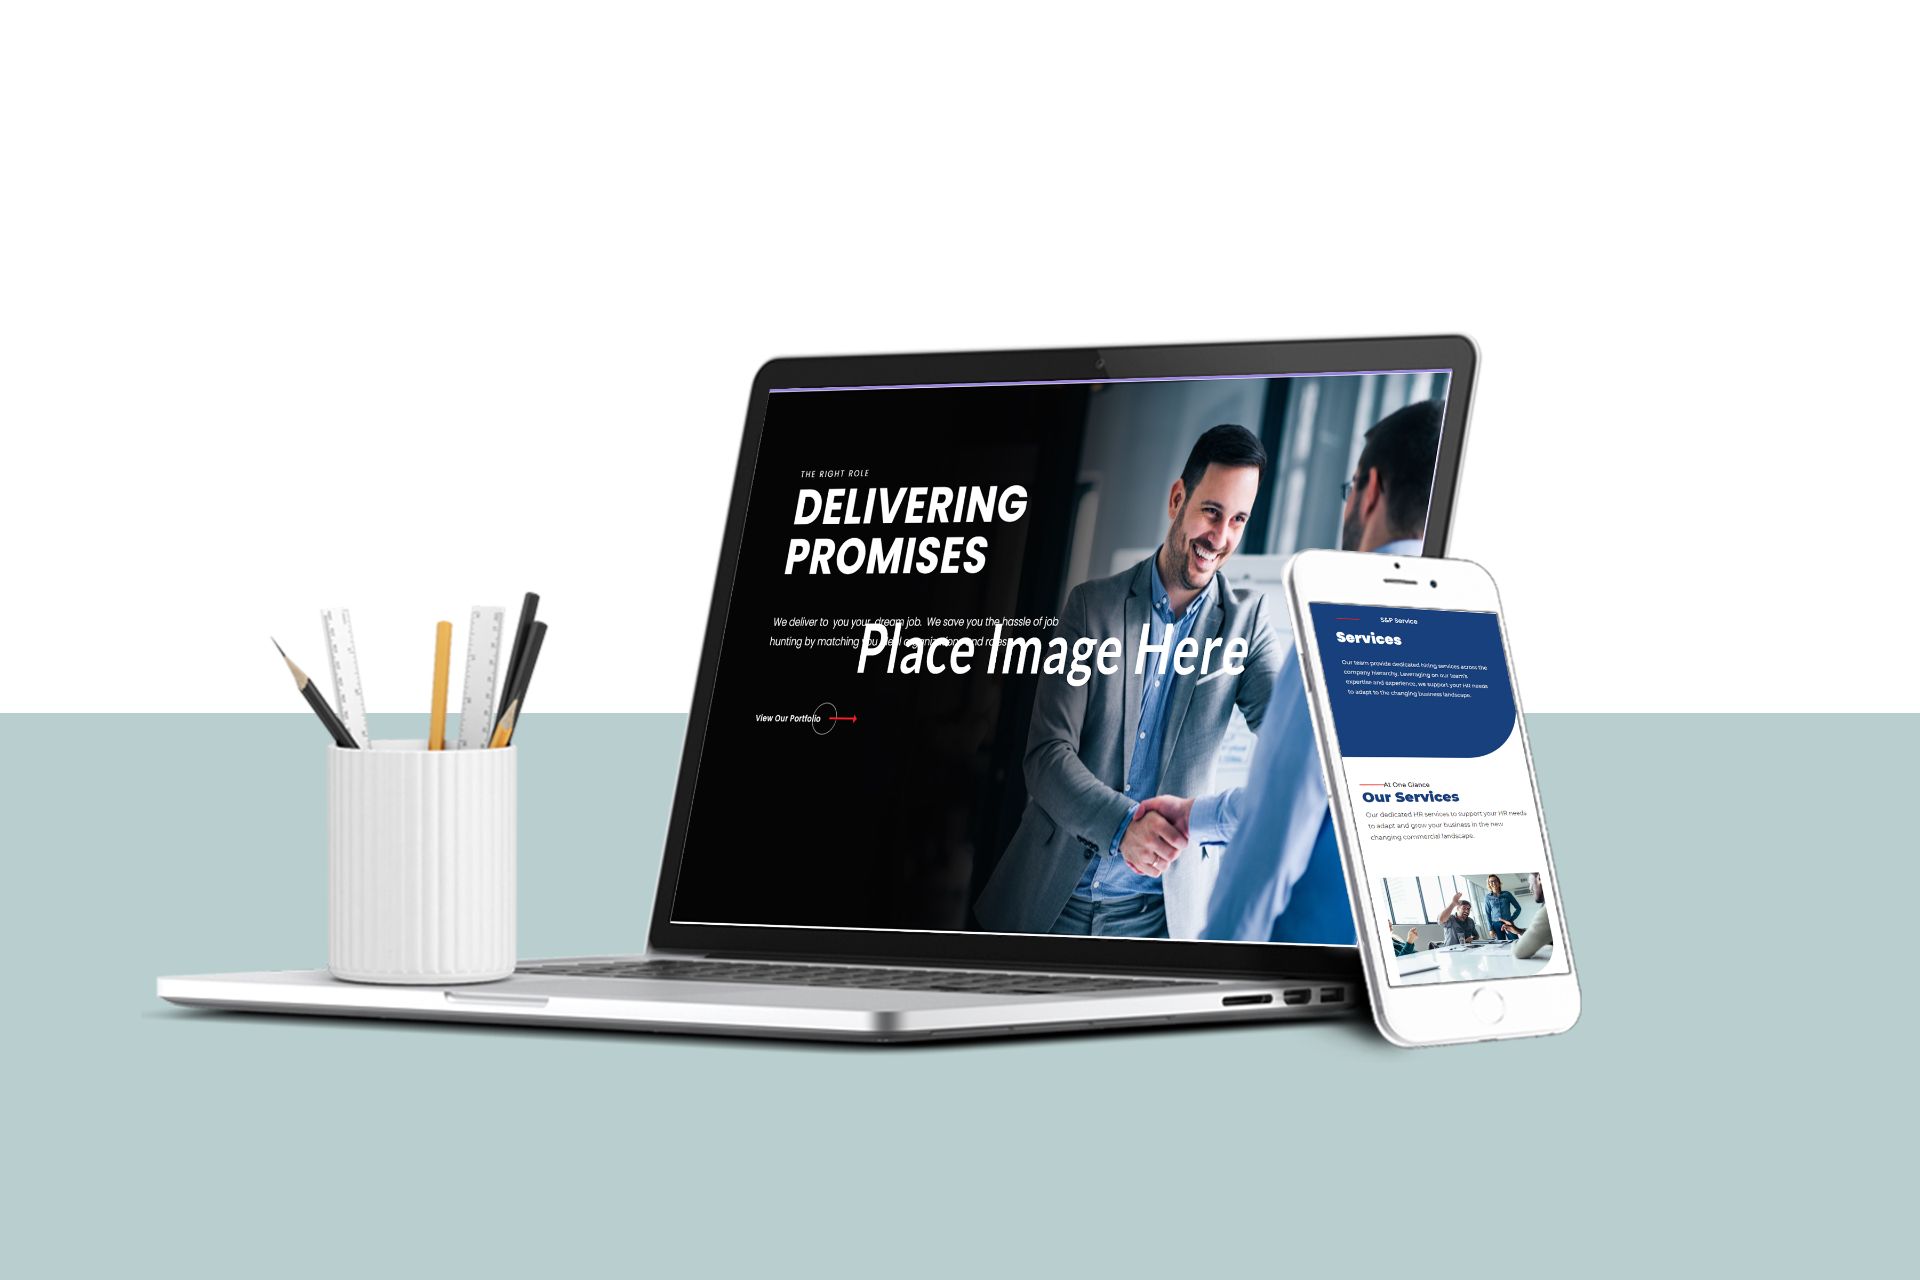 THE RIGHT ROLE
DELIVERING
PROMISES
We deliver to you your dream job. We save you the hassle of job
hunting by matching you and roles
Place Image Here
View Our Portfolio
S&P Service
Services
Our team provide dedicated hiring services across the
company hierarchy. Leveraging on our team's
expertise and experience, we support your HR needs
to adapt to the changing business landscape.
At One Glance
Our Services
Our dedicated HR services to support your HR needs
to adapt and grow your business in the new
changing commercial landscape.